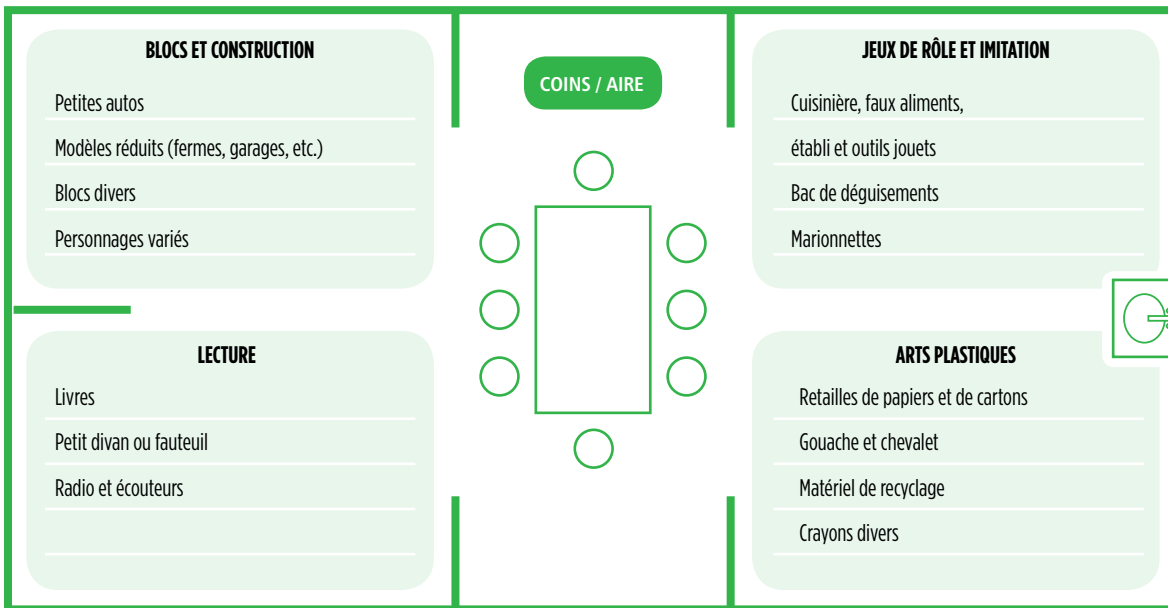 BLOCS ET CONSTRUCTION
Petites autos
Modèles réduits (fermes, garages, etc.)
Blocs divers
Personnages variés
COINS / AIRE
JEUX DE RÔLE ET IMITATION
Cuisinière, faux aliments,
établi et outils jouets
Bac de déguisements
Marionnettes
LECTURE
Livres
Petit divan ou fauteuil
Radio et écouteurs
ARTS PLASTIQUES
Retailles de papiers et de cartons
Gouache et chevalet
Matériel de recyclage
Crayons divers